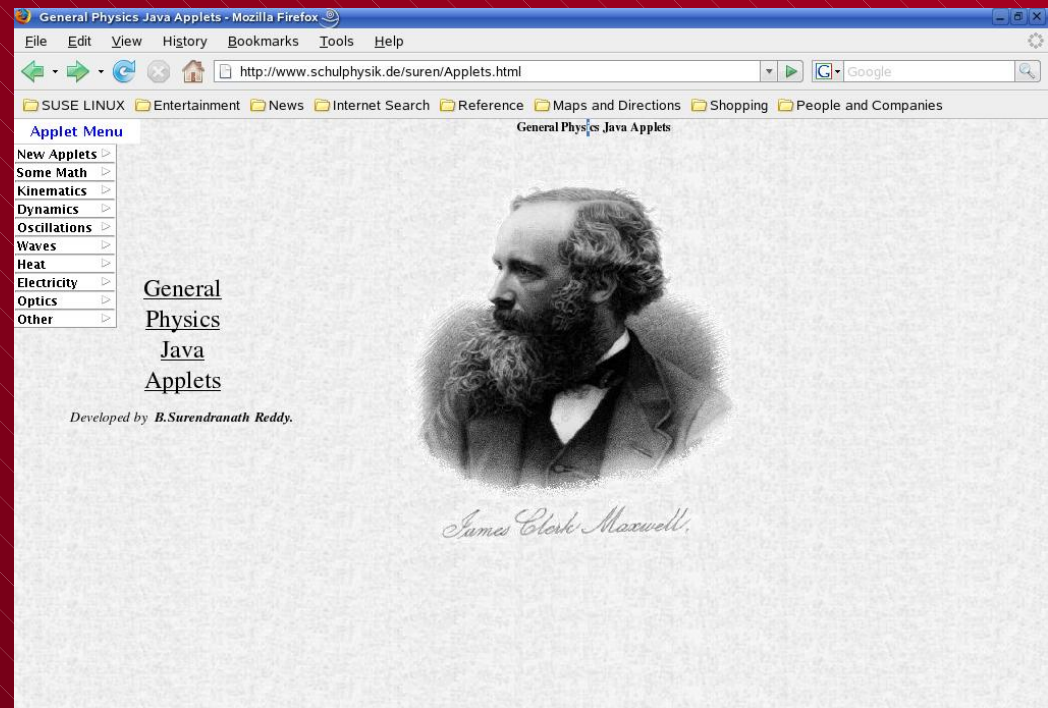 General Physics Java Applets - Mozilla Firefox
File Edit View History Bookmarks Tools Help
http://www.schulphysik.de/suren/Applets.html
G Google
SUSE LINUX Entertainment News Internet Search Reference Maps and Directions Shopping People and Companies
General Physics Java Applets
Applet Menu
New Applets
Some Math
Kinematics
Dynamics
Oscillations
Waves
Heat
Electricity
Optics
Other
General
Physics
Java
Applets
Developed by B.Surendranath Reddy.
James Clerk Maxwell.